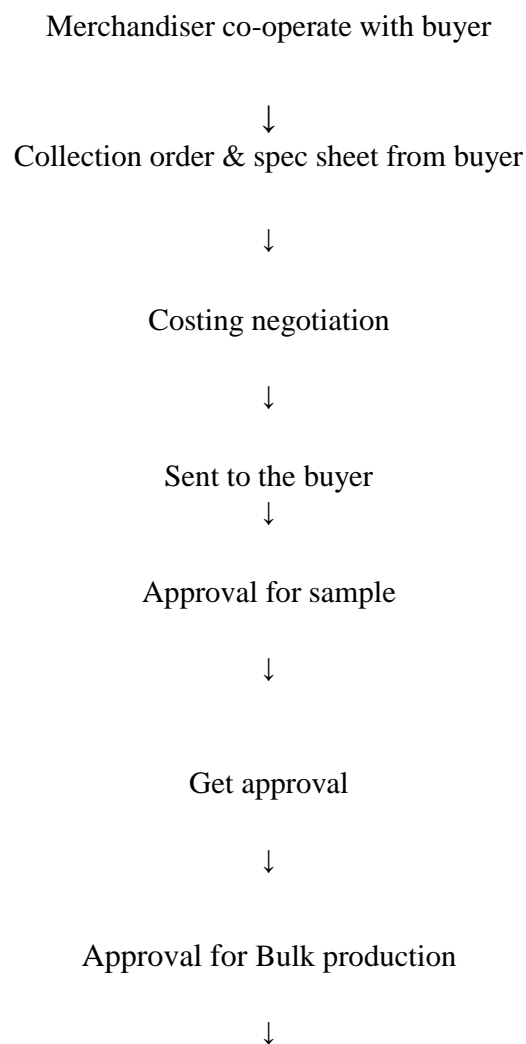 Merchandiser co-operate with buyer
↓
Collection order & spec sheet from buyer
↓
Costing negotiation
↓
Sent to the buyer
↓
Approval for sample
↓
Get approval
↓
Approval for Bulk production
↓